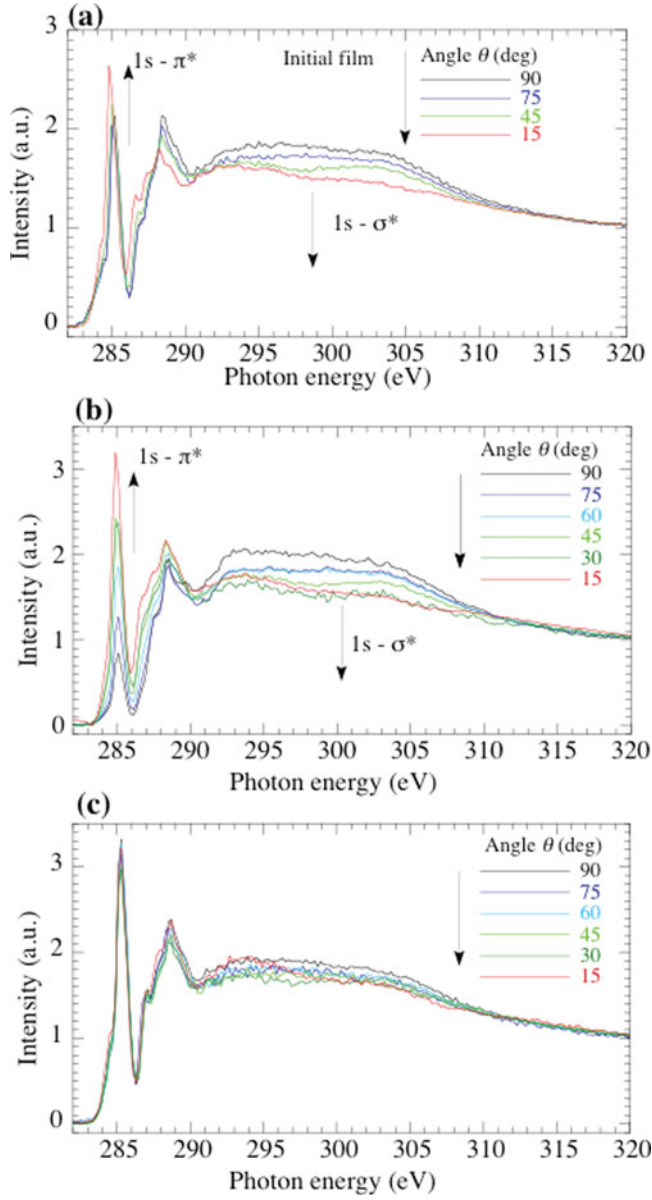 (a)
3
2
1
0
Intensity (a.u.)
1s - π*
Initial film
Angle θ (deg)
90
75
45
15
1s - σ*
285 290 295 300 305 310 315 320
Photon energy (eV)
(b)
3
2
1
0
Intensity (a.u.)
1s - π*
Angle θ (deg)
90
75
60
45
30
15
1s - σ*
285 290 295 300 305 310 315 320
Photon energy (eV)
(c)
3
2
1
0
Intensity (a.u.)
Angle θ (deg)
90
75
60
45
30
15
285 290 295 300 305 310 315 320
Photon energy (eV)